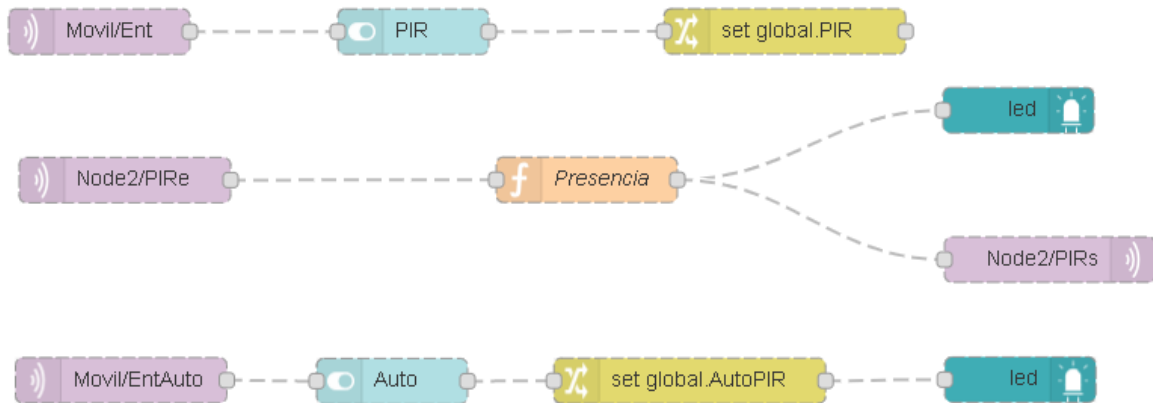 Movil/Ent
PIR
set global.PIR
led
Node2/PIRe
Presencia
Node2/PIRs
Movil/EntAuto
Auto
set global.AutoPIR
led